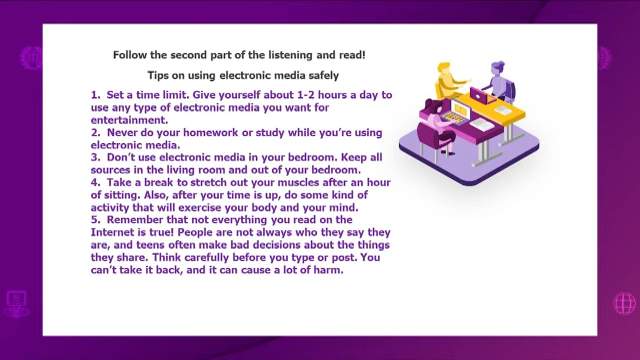 Follow the second part of the listening and read!
Tips on using electronic media safely
1. Set a time limit. Give yourself about 1-2 hours a day to
use any type of electronic media you want for
entertainment.
2. Never do your homework or study while you’re using
electronic media.
3. Don’t use electronic media in your bedroom. Keep all
sources in the living room and out of your bedroom.
4. Take a break to stretch out your muscles after an hour
of sitting. Also, after your time is up, do some kind of
activity that will exercise your body and your mind.
5. Remember that not everything you read on the
Internet is true! People are not always who they say they
are, and teens often make bad decisions about the things
they share. Think carefully before you type or post. You
can’t take it back, and it can cause a lot of harm.